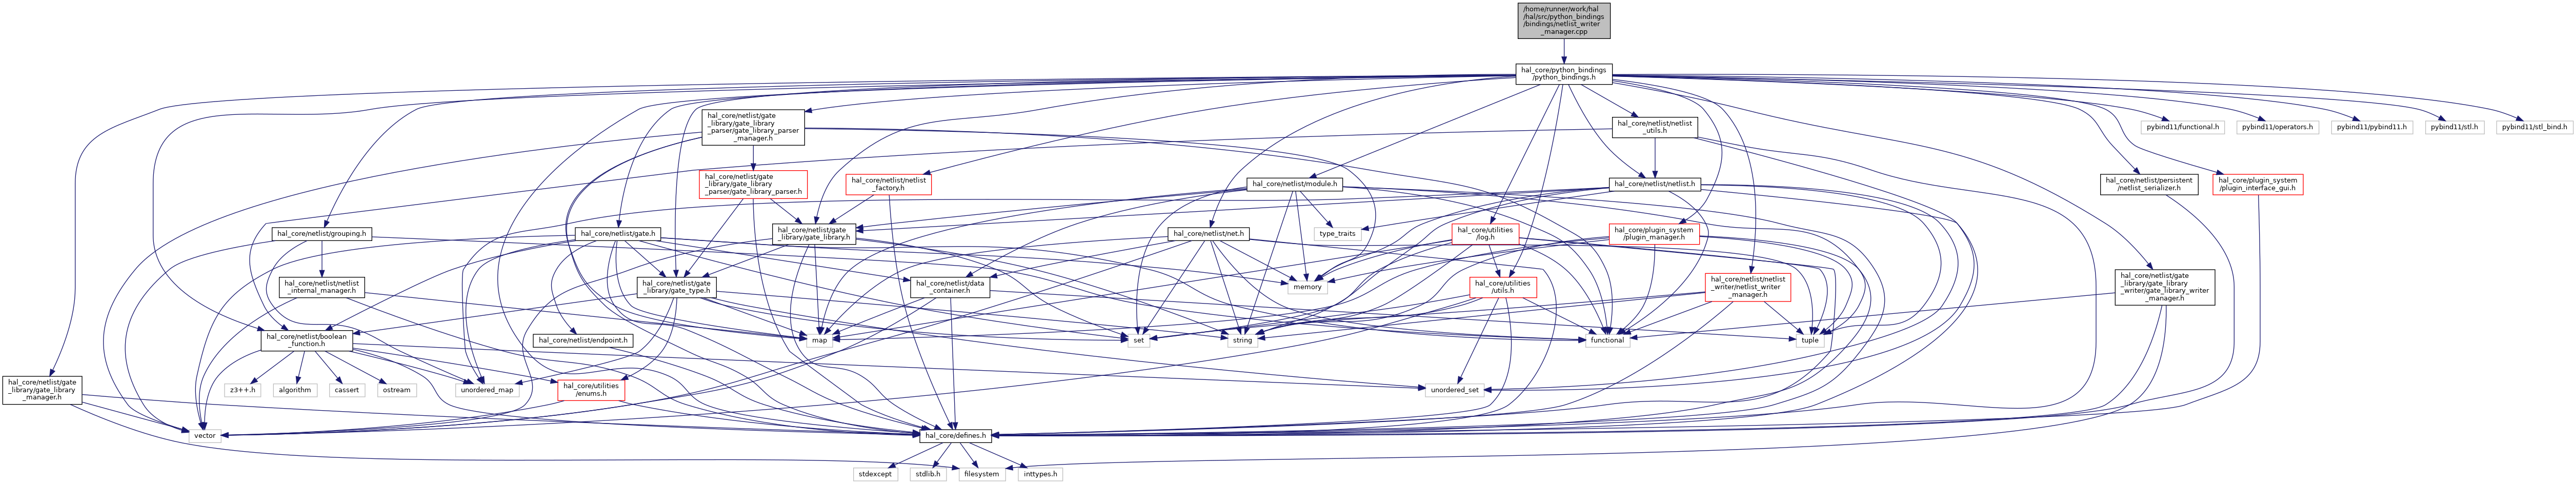 /home/runner/work/hal
/hal/src/python_bindings
/bindings/netlist_writer
_manager.cpp
hal_core/python_bindings
/python_bindings.h
hal_core/netlist/gate
_library/gate_library
_parser/gate_library_parser
_manager.h
hal_core/netlist/netlist
_utils.h
pybind11/functional.h
pybind11/operators.h
pybind11/pybind11.h
pybind11/stl.h
pybind11/stl_bind.h
hal_core/netlist/gate
_library/gate_library
_parser/gate_library_parser.h
hal_core/netlist/netlist
_factory.h
hal_core/netlist/module.h
hal_core/netlist/netlist.h
hal_core/netlist/persistent
/netlist_serializer.h
hal_core/plugin_system
/plugin_interface_gui.h
hal_core/netlist/grouping.h
hal_core/netlist/gate.h
hal_core/netlist/gate
_library/gate_library.h
hal_core/netlist/net.h
type_traits
hal_core/utilities
/log.h
hal_core/plugin_system
/plugin_manager.h
hal_core/netlist/netlist
_internal_manager.h
hal_core/netlist/gate
_library/gate_type.h
hal_core/netlist/data
_container.h
memory
hal_core/utilities
/utils.h
hal_core/netlist/netlist
_writer/netlist_writer
_manager.h
hal_core/netlist/gate
_library/gate_library
_writer/gate_library_writer
_manager.h
hal_core/netlist/boolean
_function.h
hal_core/netlist/endpoint.h
map
set
string
functional
tuple
hal_core/netlist/gate
_library/gate_library
_manager.h
z3++.h
algorithm
cassert
ostream
unordered_map
hal_core/utilities
/enums.h
unordered_set
vector
hal_core/defines.h
stdexcept
stdlib.h
filesystem
inttypes.h